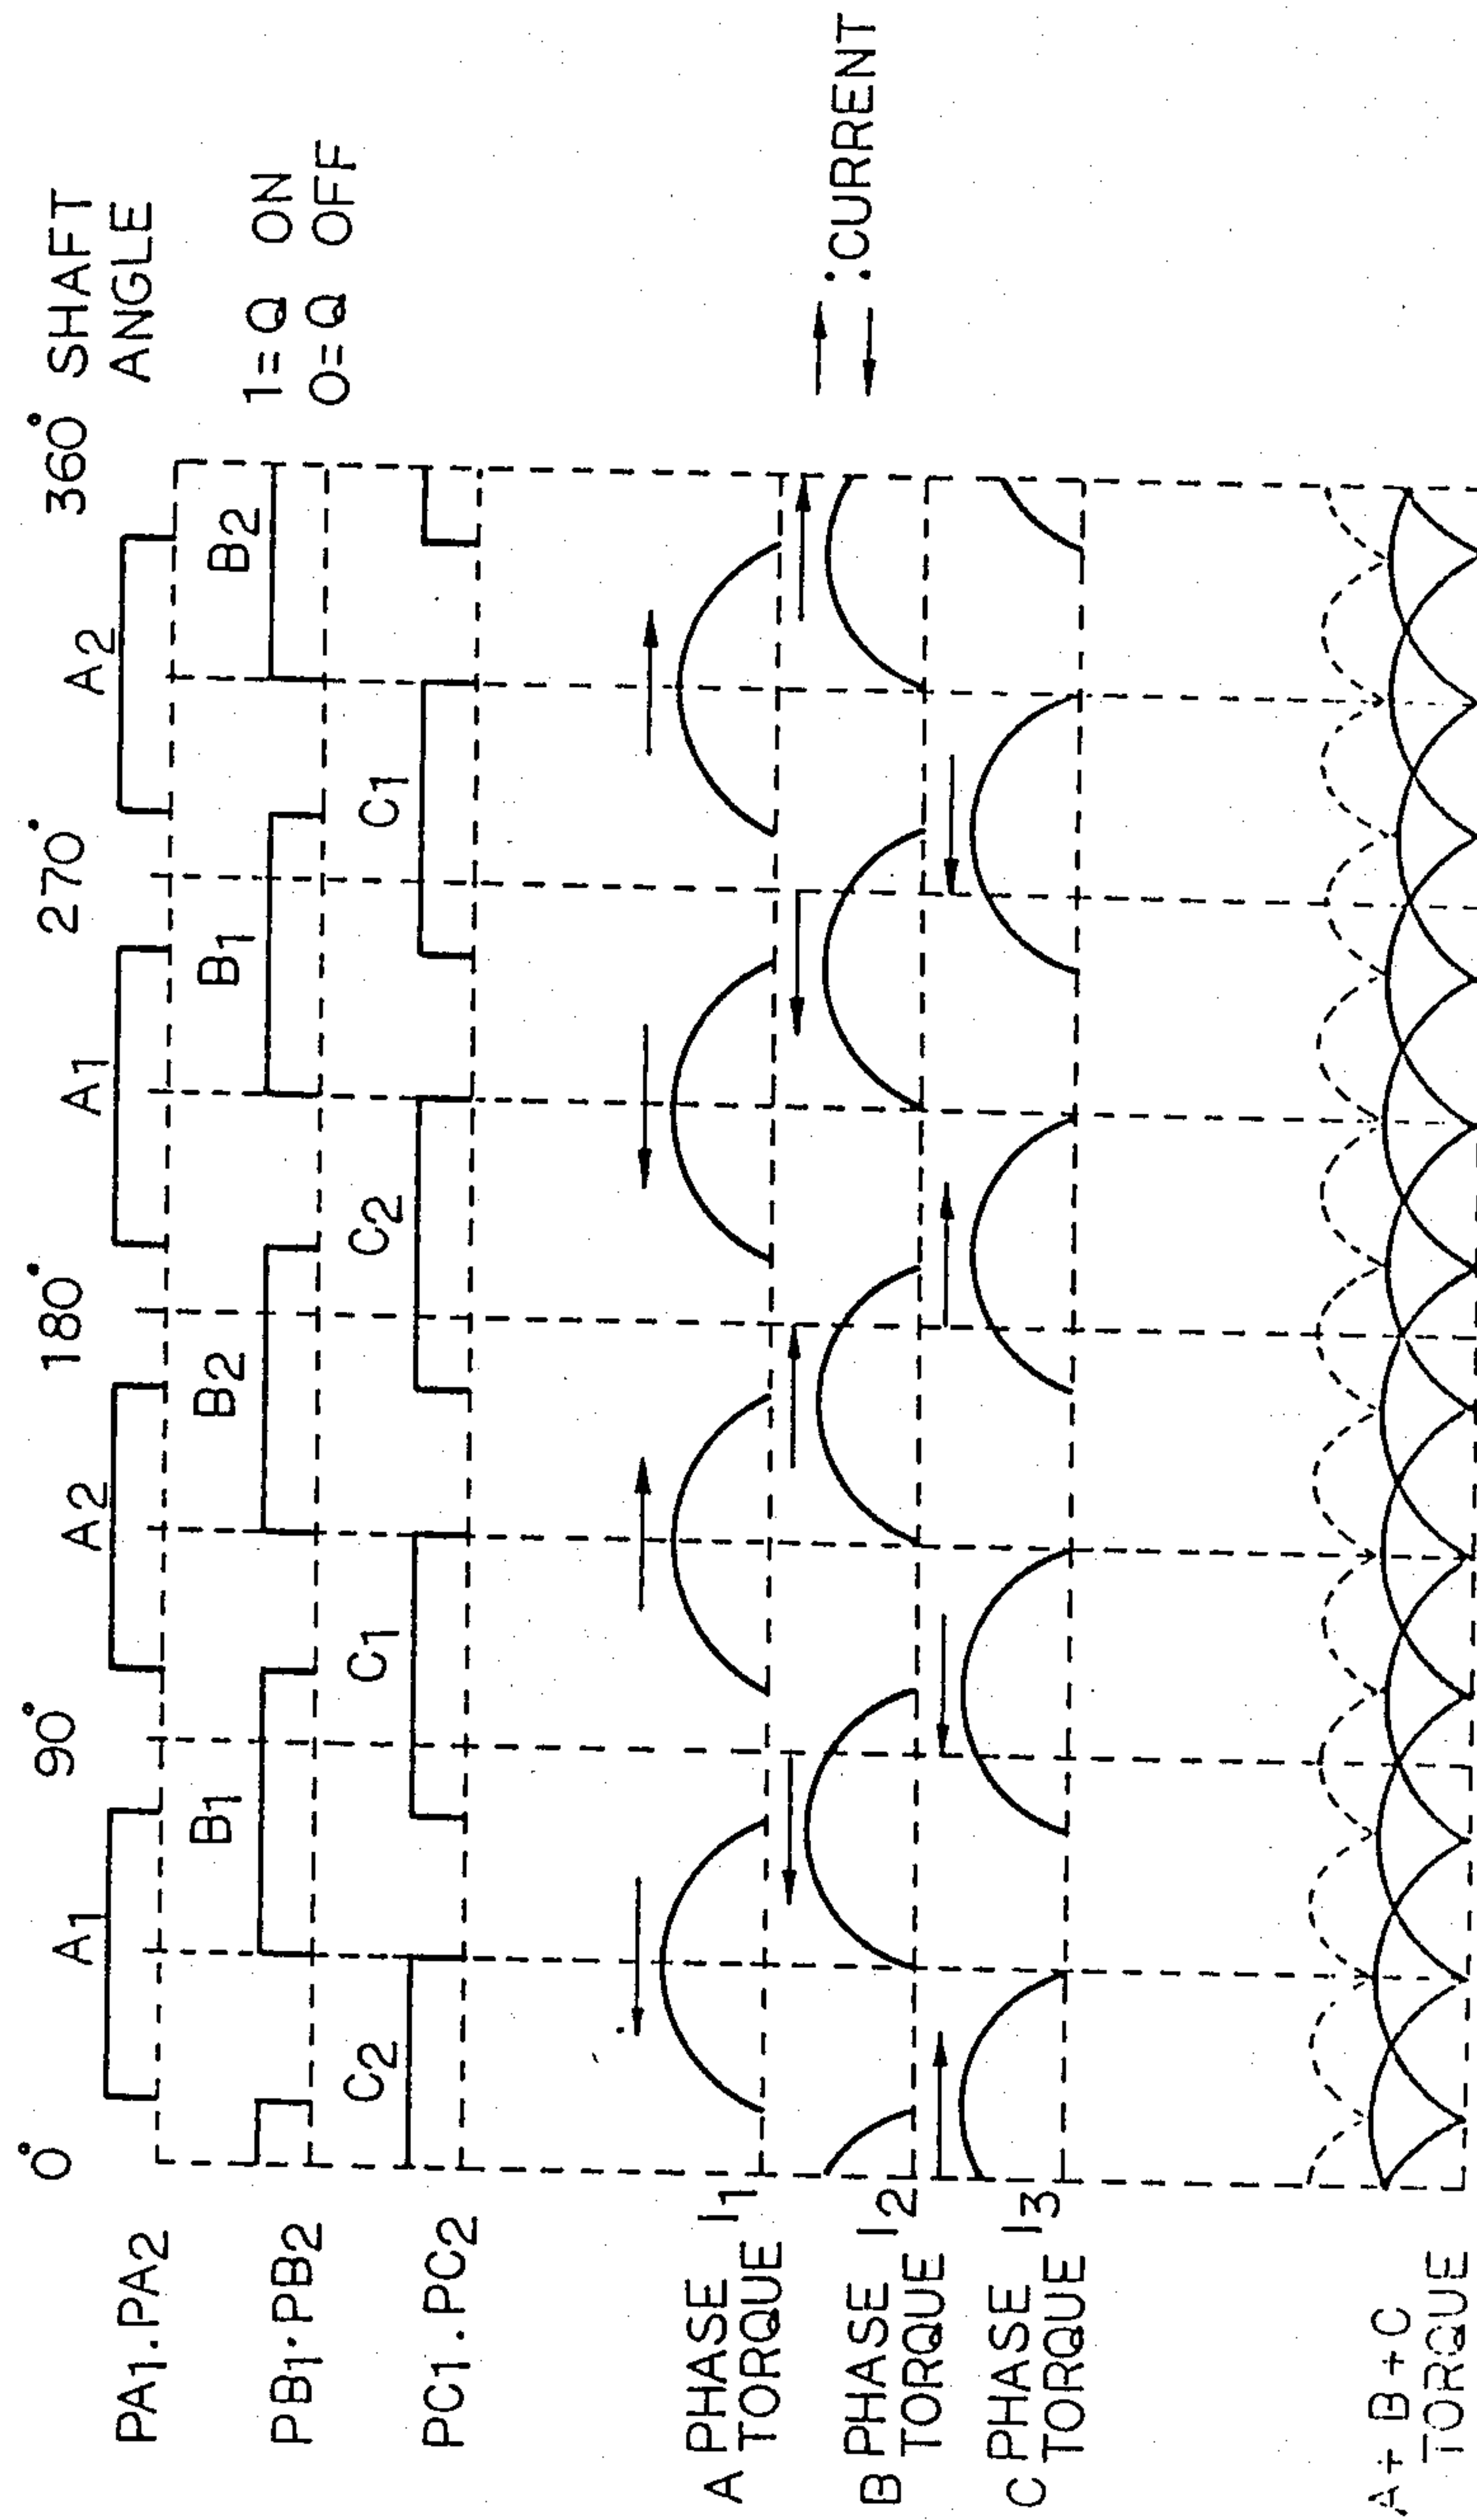 0° 90° 180° 270° 360° SHAFT
ANGLE
PA1.PA2
A1 A2 A1 A2
1=Q ON
0=Q OFF
PB1.PB2
B1 B2 B1 B2
PC1.PC2
C2 C1 C2 C1
A PHASE I1
TORQUE
:CURRENT
B PHASE I2
TORQUE
C PHASE I3
TORQUE
A+B+C
TORQUE